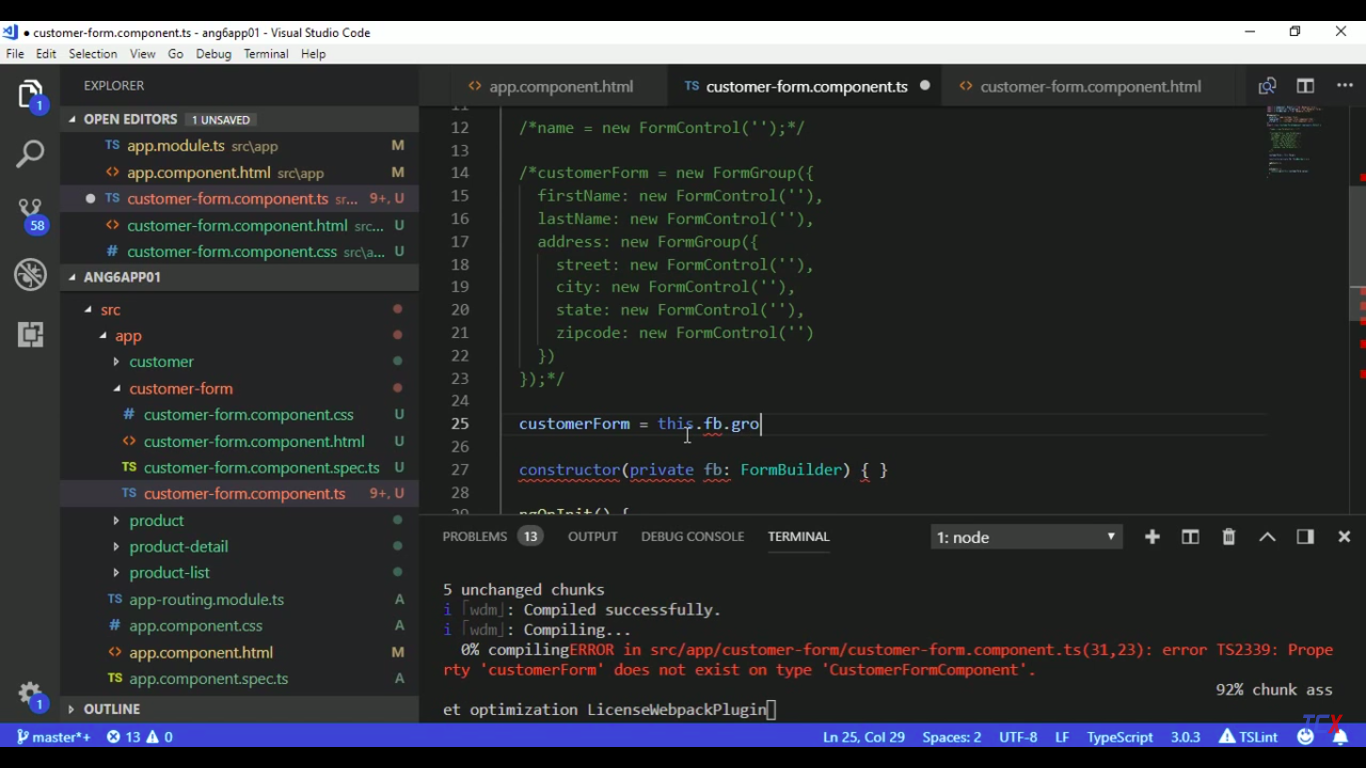 ● customer-form.component.ts - ang6app01 - Visual Studio Code
File Edit Selection View Go Debug Terminal Help
EXPLORER
OPEN EDITORS 1 UNSAVED
TS app.module.ts src\app M
<> app.component.html src\app M
● TS customer-form.component.ts sr... 9+, U
<> customer-form.component.html src... U
# customer-form.component.css src\a... U
ANG6APP01
src
app
customer
customer-form
# customer-form.component.css U
<> customer-form.component.html U
TS customer-form.component.spec.ts U
TS customer-form.component.ts 9+, U
product
product-detail
product-list
TS app-routing.module.ts A
# app.component.css A
<> app.component.html M
TS app.component.spec.ts A
OUTLINE
1
58
1
<> app.component.html TS customer-form.component.ts ● <> customer-form.component.html
11
12 /*name = new FormControl('');*/
13
14 /*customerForm = new FormGroup({
15 firstName: new FormControl(''),
16 lastName: new FormControl(''),
17 address: new FormGroup({
18 street: new FormControl(''),
19 city: new FormControl(''),
20 state: new FormControl(''),
21 zipcode: new FormControl('')
22 })
23 });*/
24
25 customerForm = this.fb.gro
26
27 constructor(private fb: FormBuilder) { }
28
29 ngOnInit() {
PROBLEMS 13 OUTPUT DEBUG CONSOLE TERMINAL 1: node
5 unchanged chunks
i ｢wdm｣: Compiled successfully.
i ｢wdm｣: Compiling...
0% compilingERROR in src/app/customer-form/customer-form.component.ts(31,23): error TS2339: Prope
rty 'customerForm' does not exist on type 'CustomerFormComponent'.
92% chunk ass
et optimization LicenseWebpackPlugin
master*+ 13 0 Ln 25, Col 29 Spaces: 2 UTF-8 LF TypeScript 3.0.3 TSLint